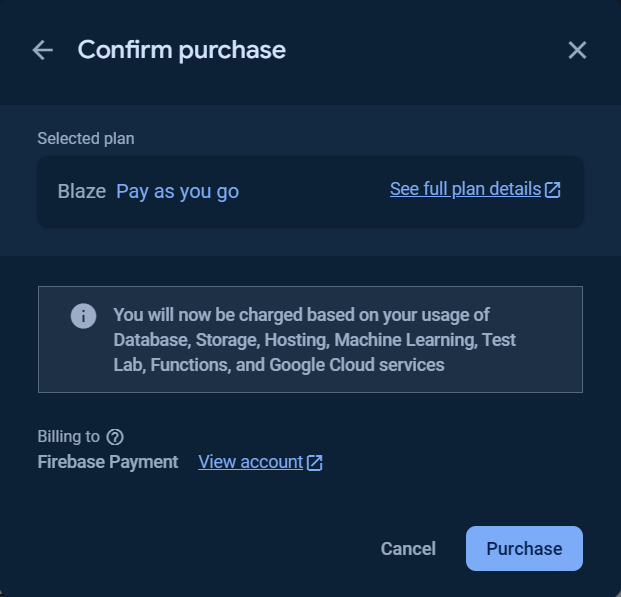 Confirm purchase
Selected plan
Blaze Pay as you go See full plan details
You will now be charged based on your usage of
Database, Storage, Hosting, Machine Learning, Test
Lab, Functions, and Google Cloud services
Billing to
Firebase Payment View account
Cancel Purchase